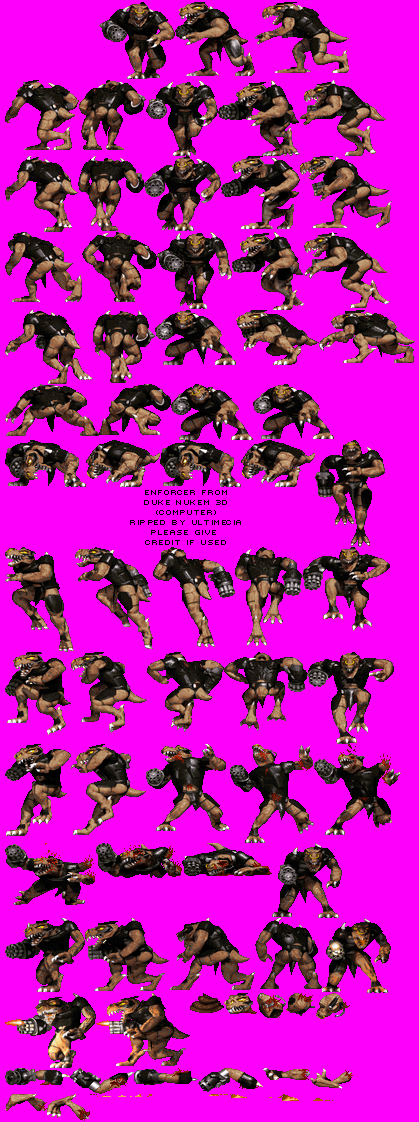 ENFORCER FROM
DUKE NUKEM 3D
(COMPUTER)
RIPPED BY ULTIMECIA
PLEASE GIVE
CREDIT IF USED